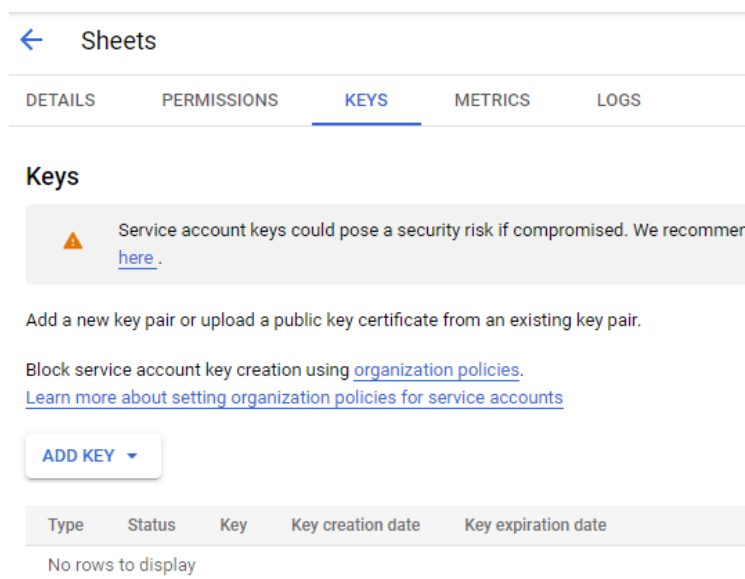 Sheets
DETAILS PERMISSIONS KEYS METRICS LOGS
Keys
Service account keys could pose a security risk if compromised. We
here .
Add a new key pair or upload a public key certificate from an existing key pair.
Block service account key creation using organization policies.
Learn more about setting organization policies for service accounts
ADD KEY
Type Status Key Key creation date Key expiration date
No rows to display